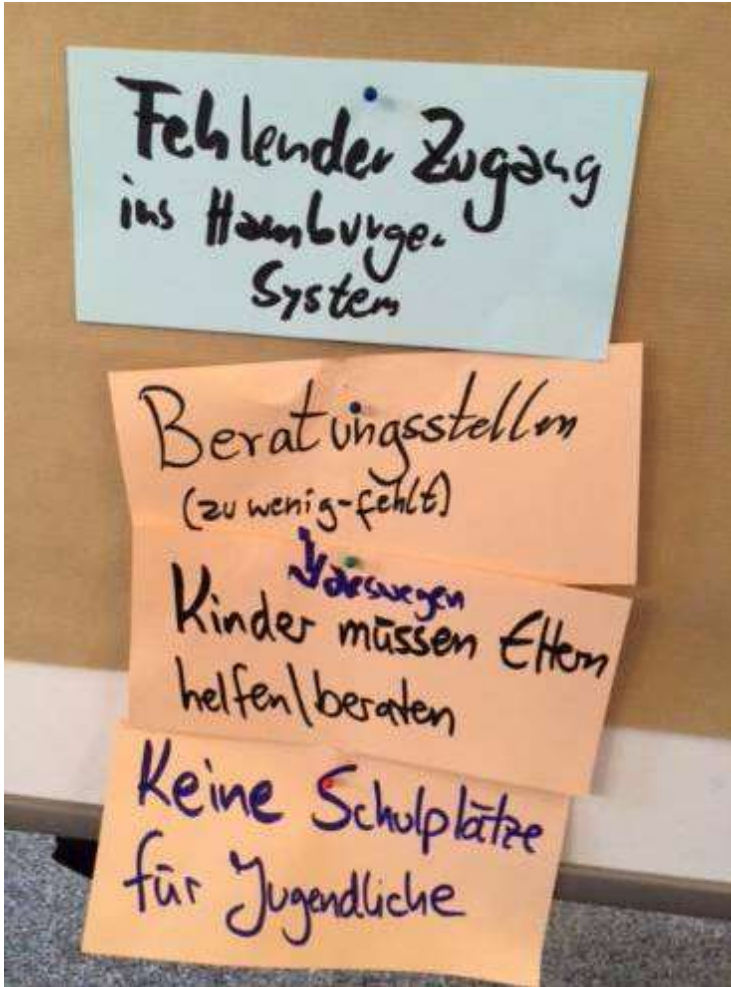 Fehlender Zugang
ins Hamburger
System
Beratungsstellen
(zu wenig-fehlt)
deswegen
Kinder müssen Eltern
helfen\beraten
Keine Schulplätze
für Jugendliche